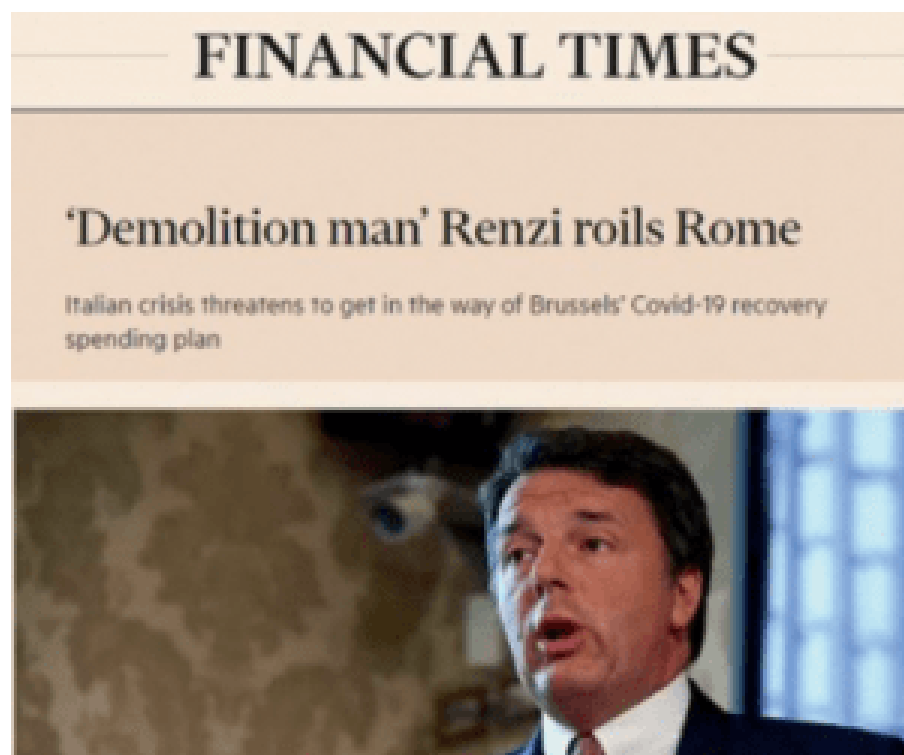 FINANCIAL TIMES
‘Demolition man’ Renzi roils Rome
Italian crisis threatens to get in the way of Brussels’ Covid-19 recovery
spending plan